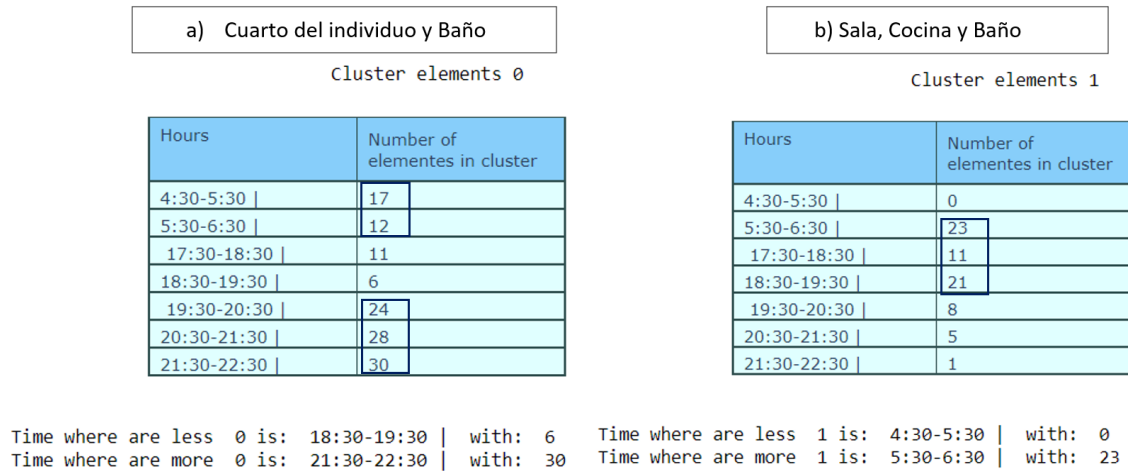 a) Cuarto del individuo y Baño
Cluster elements 0
Hours
Number of
elementes in cluster
4:30-5:30 | 17
5:30-6:30 | 12
17:30-18:30 | 11
18:30-19:30 | 6
19:30-20:30 | 24
20:30-21:30 | 28
21:30-22:30 | 30
Time where are less 0 is: 18:30-19:30 | with: 6
Time where are more 0 is: 21:30-22:30 | with: 30
b) Sala, Cocina y Baño
Cluster elements 1
Hours
Number of
elementes in cluster
4:30-5:30 | 0
5:30-6:30 | 23
17:30-18:30 | 11
18:30-19:30 | 21
19:30-20:30 | 8
20:30-21:30 | 5
21:30-22:30 | 1
Time where are less 1 is: 4:30-5:30 | with: 0
Time where are more 1 is: 5:30-6:30 | with: 23